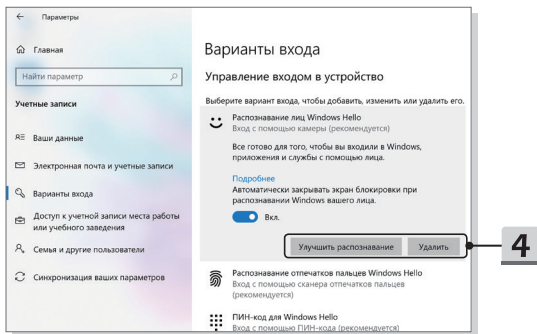 Параметры
Главная
Найти параметр
Учетные записи
Ваши данные
Электронная почта и учетные записи
Варианты входа
Доступ к учетной записи места работы
или учебного заведения
Семья и другие пользователи
Синхронизация ваших параметров
Варианты входа
Управление входом в устройство
Выберите вариант входа, чтобы добавить, изменить или удалить его.
Распознавание лиц Windows Hello
Вход с помощью камеры (рекомендуется)
Все готово для того, чтобы вы входили в Windows,
приложения и службы с помощью лица.
Подробнее
Автоматически закрывать экран блокировки при
распознавании Windows вашего лица.
Вкл.
Улучшить распознавание Удалить
4
Распознавание отпечатков пальцев Windows Hello
Вход с помощью сканера отпечатков пальцев
(рекомендуется)
ПИН-код для Windows Hello
Вход с помощью ПИН-кода (рекомендуется)